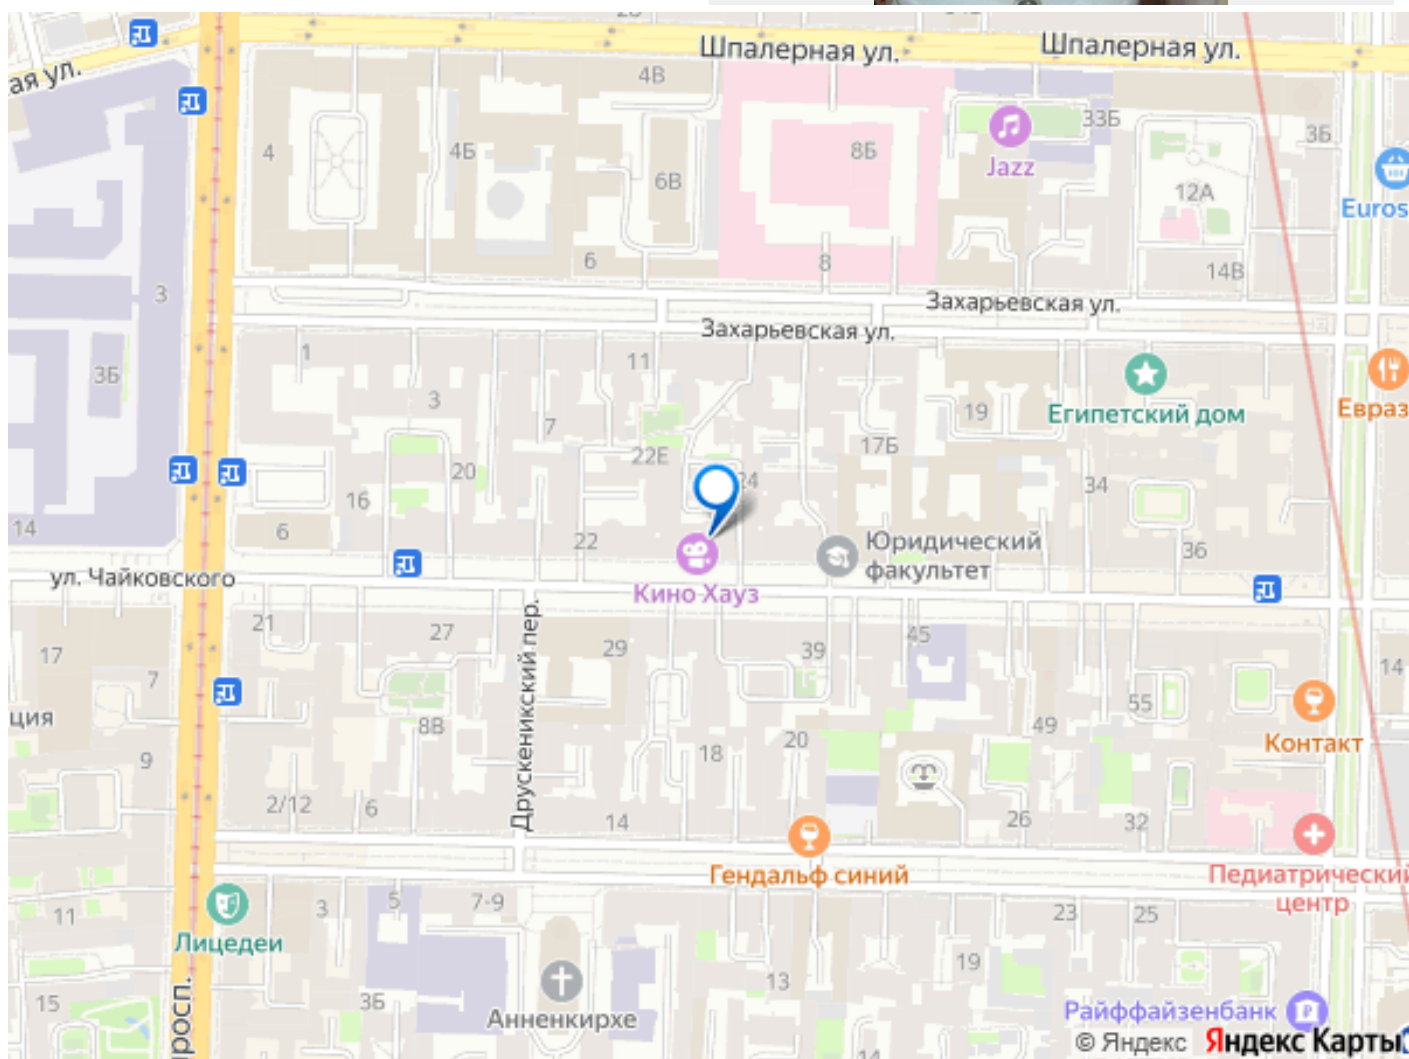 Шпалерная ул.
Шпалерная ул.
ая ул.
4В
33Б
3Б
4
4Б
6В
8Б
Jazz
12А
Euros
6
8
14В
3
Захарьевская ул.
Захарьевская ул.
1
11
3Б
3
7
19
Египетский дом
Евраз
17Б
22Е
20
24
34
16
14
6
22
Юридический
факультет
36
ул. Чайковского
Кино Хауз
21
27
29
39
45
17
7
14
ция
8В
Друскеникский пер.
18
20
49
55
Контакт
9
2/12
6
14
26
32
Гендальф синий
Педиатрический
центр
11
3
5
7-9
23
25
Лицедеи
13
19
15
3Б
просп.
Анненкирхе
Райффайзенбанк
14
© Яндекс Яндекс Карты